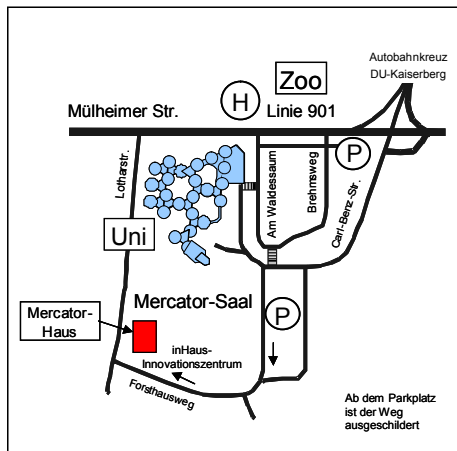 Autobahnkreuz
DU-Kaiserberg
Zoo
H
Mülheimer Str.
Linie 901
P
Lotharstr.
Am Waldessaum
Brehmsweg
Carl-Benz-Str.
Uni
Mercator-Saal
P
Mercator-
Haus
inHaus-
Innovationszentrum
Forsthausweg
Ab dem Parkplatz
ist der Weg
ausgeschildert